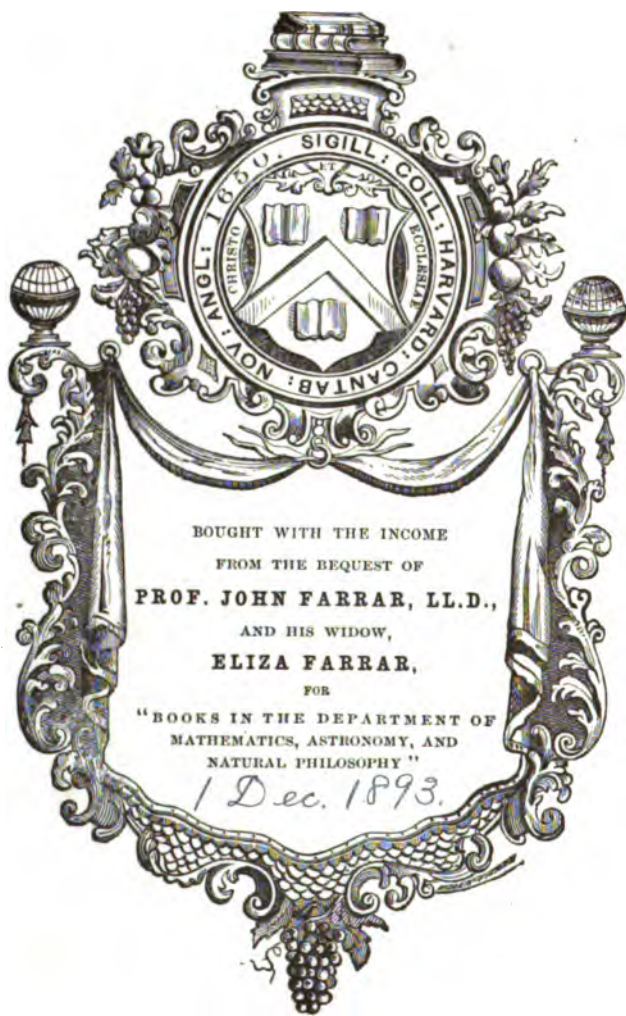 SIGILL: COLL: HARVARD: CANTAB: NOV: ANGL: 1650.
ET
CHRISTO
ECCLESIAE
BOUGHT WITH THE INCOME
FROM THE BEQUEST OF
PROF. JOHN FARRAR, LL.D.,
AND HIS WIDOW,
ELIZA FARRAR,
FOR
"BOOKS IN THE DEPARTMENT OF
MATHEMATICS, ASTRONOMY, AND
NATURAL PHILOSOPHY"
1 Dec. 1893.